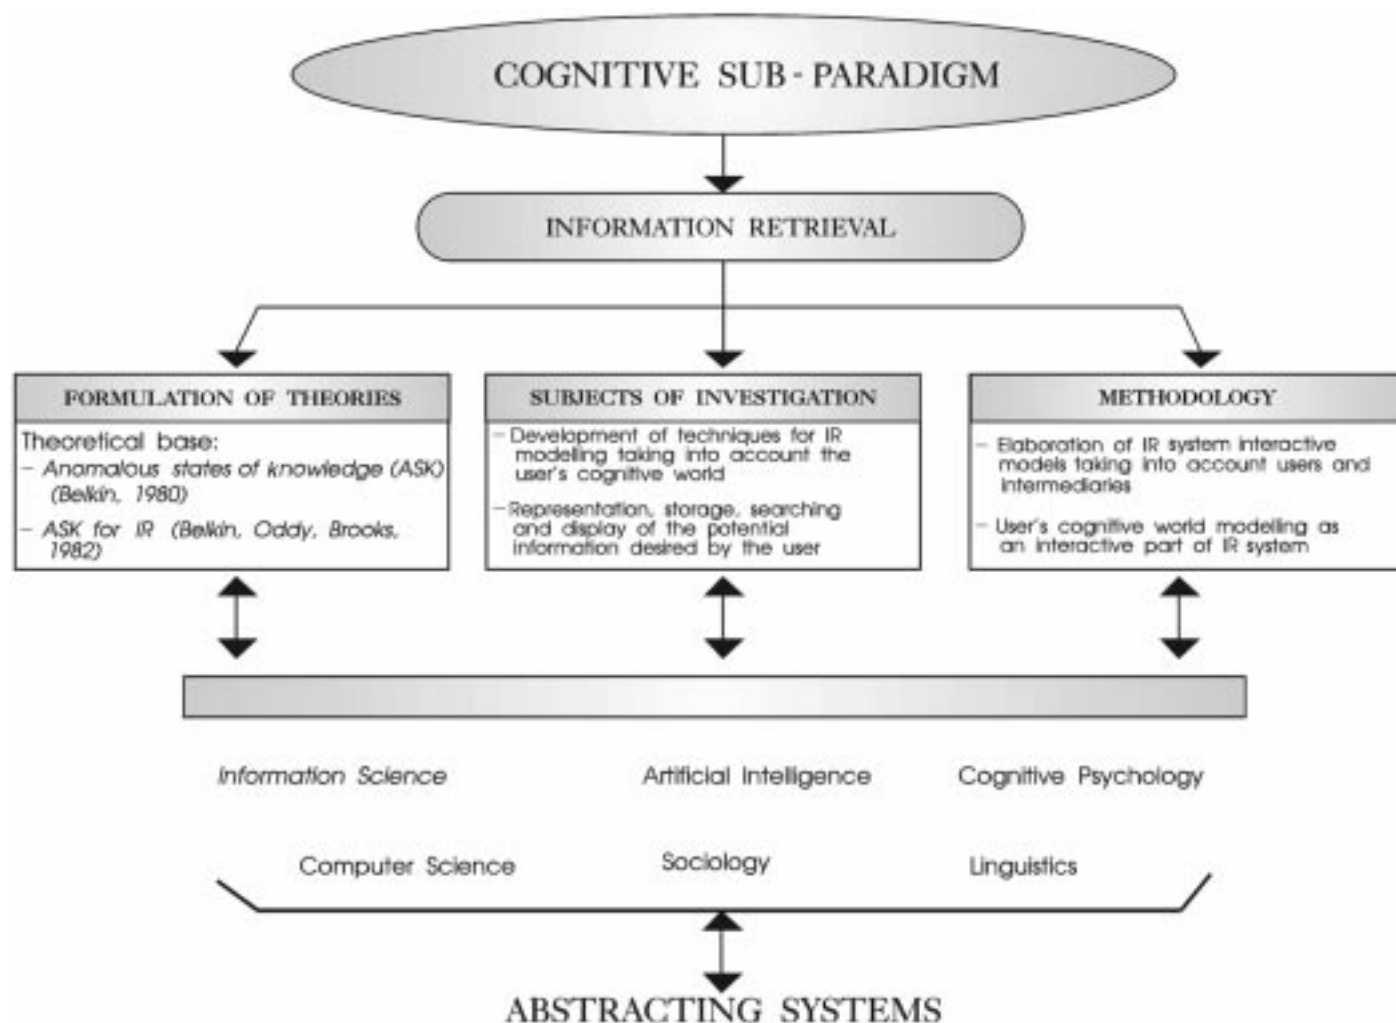 COGNITIVE SUB - PARADIGM
INFORMATION RETRIEVAL
FORMULATION OF THEORIES
Theoretical base:
– Anomalous states of knowledge (ASK)
(Belkin, 1980)
– ASK for IR (Belkin, Oddy, Brooks,
1982)
SUBJECTS OF INVESTIGATION
– Development of techniques for IR
modelling taking into account the
user's cognitive world
– Representation, storage, searching
and display of the potential
information desired by the user
METHODOLOGY
– Elaboration of IR system interactive
models taking into account users and
intermediaries
– User's cognitive world modelling as
an interactive part of IR system
Information Science
Artificial Intelligence
Cognitive Psychology
Computer Science
Sociology
Linguistics
ABSTRACTING SYSTEMS